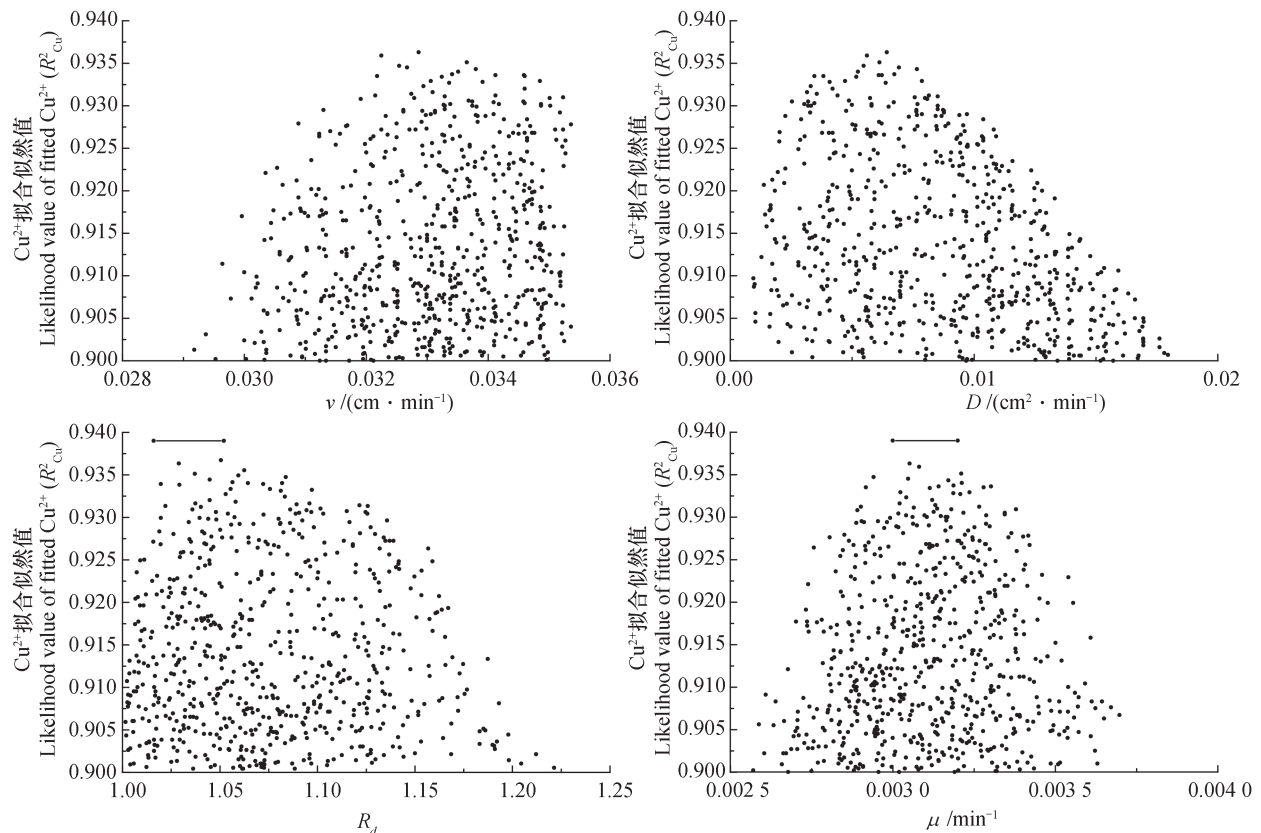 0.940
0.935
0.930
0.925
0.920
0.915
0.910
0.905
0.900
Cu²⁺拟合似然值
Likelihood value of fitted Cu²⁺ (R²Cu)
0.028 0.030 0.032 0.034 0.036
v /(cm · min⁻¹)
0.940
0.935
0.930
0.925
0.920
0.915
0.910
0.905
0.900
Cu²⁺拟合似然值
Likelihood value of fitted Cu²⁺ (R²Cu)
0.00 0.01 0.02
D /(cm² · min⁻¹)
0.940
0.935
0.930
0.925
0.920
0.915
0.910
0.905
0.900
Cu²⁺拟合似然值
Likelihood value of fitted Cu²⁺ (R²Cu)
1.00 1.05 1.10 1.15 1.20 1.25
Rd
0.940
0.935
0.930
0.925
0.920
0.915
0.910
0.905
0.900
Cu²⁺拟合似然值
Likelihood value of fitted Cu²⁺ (R²Cu)
0.002 5 0.003 0 0.003 5 0.004 0
μ /min⁻¹